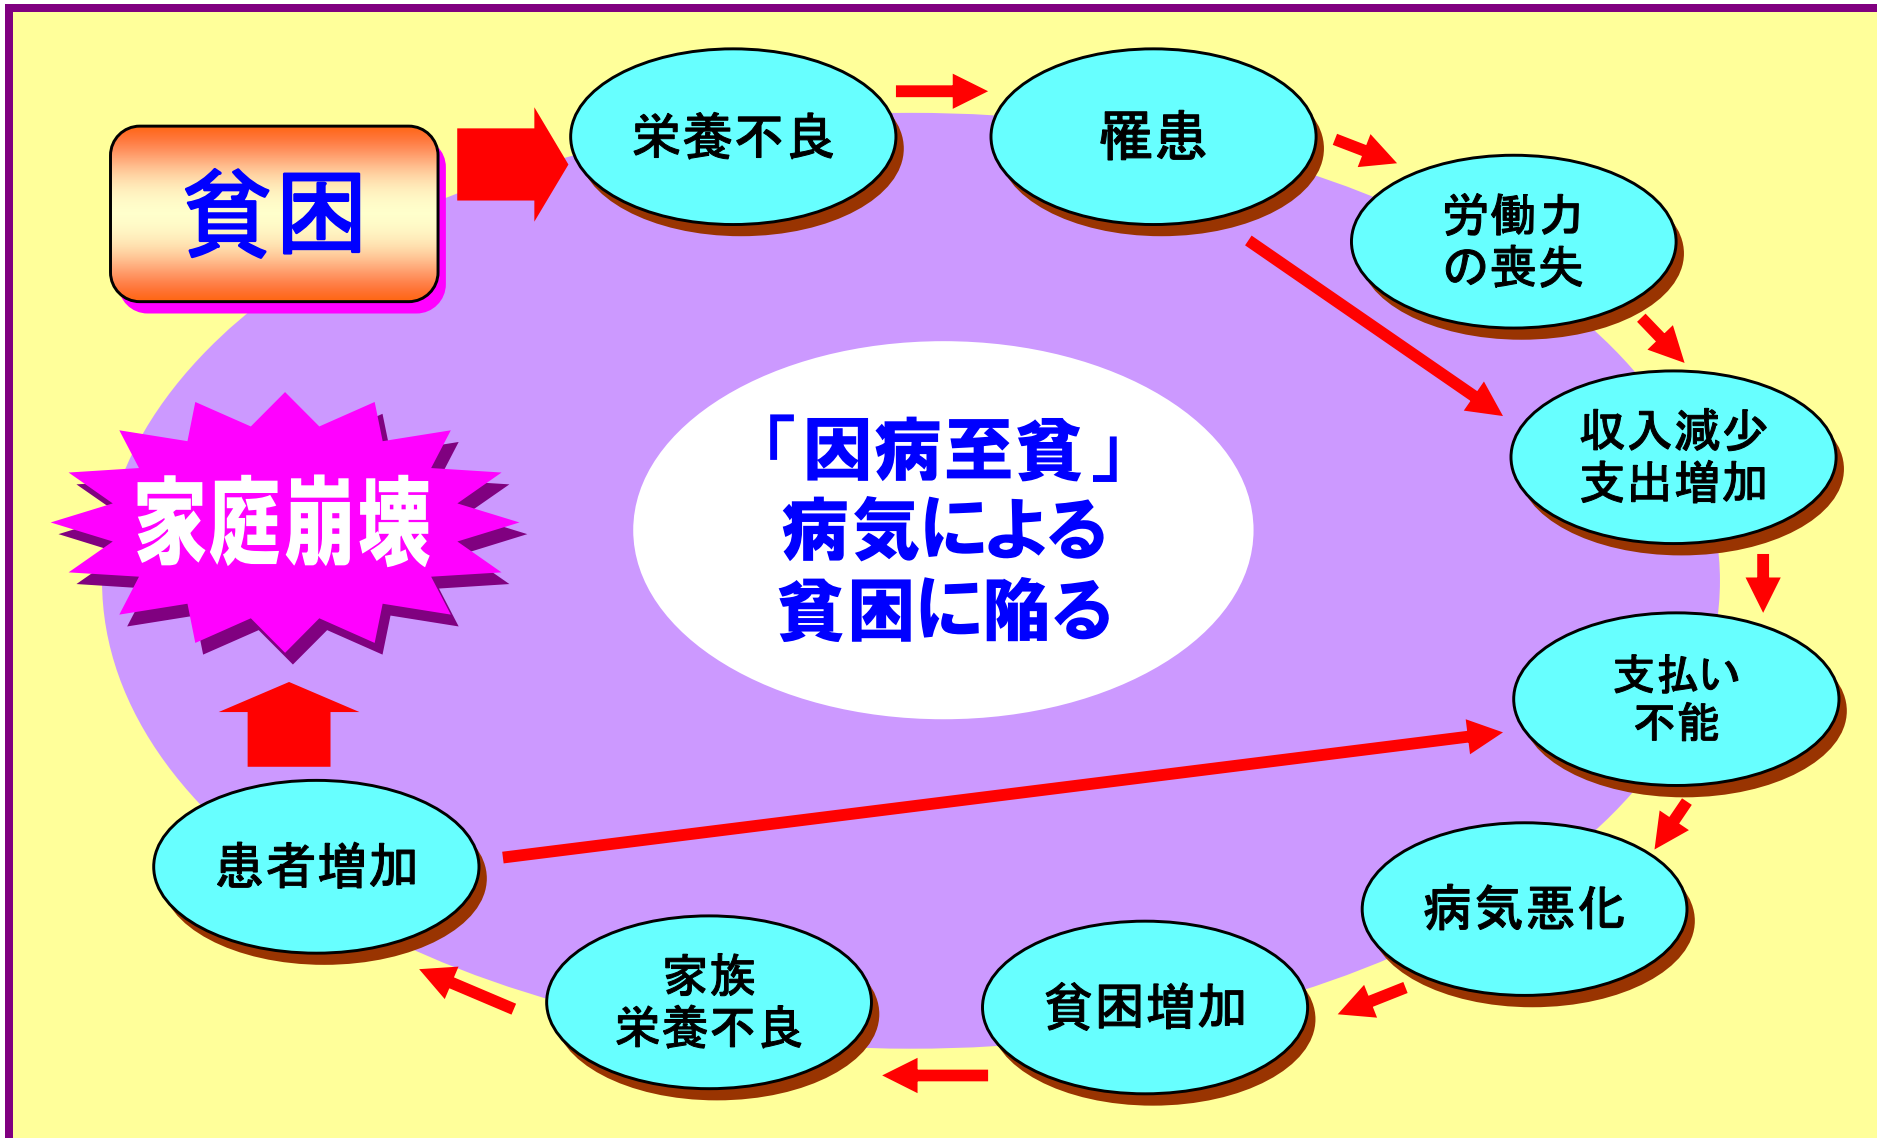 貧困
栄養不良
罹患
労働力
の喪失
収入減少
支出増加
支払い
不能
病気悪化
貧困増加
家族
栄養不良
患者増加
家庭崩壊
「因病至貧」
病気による
貧困に陥る